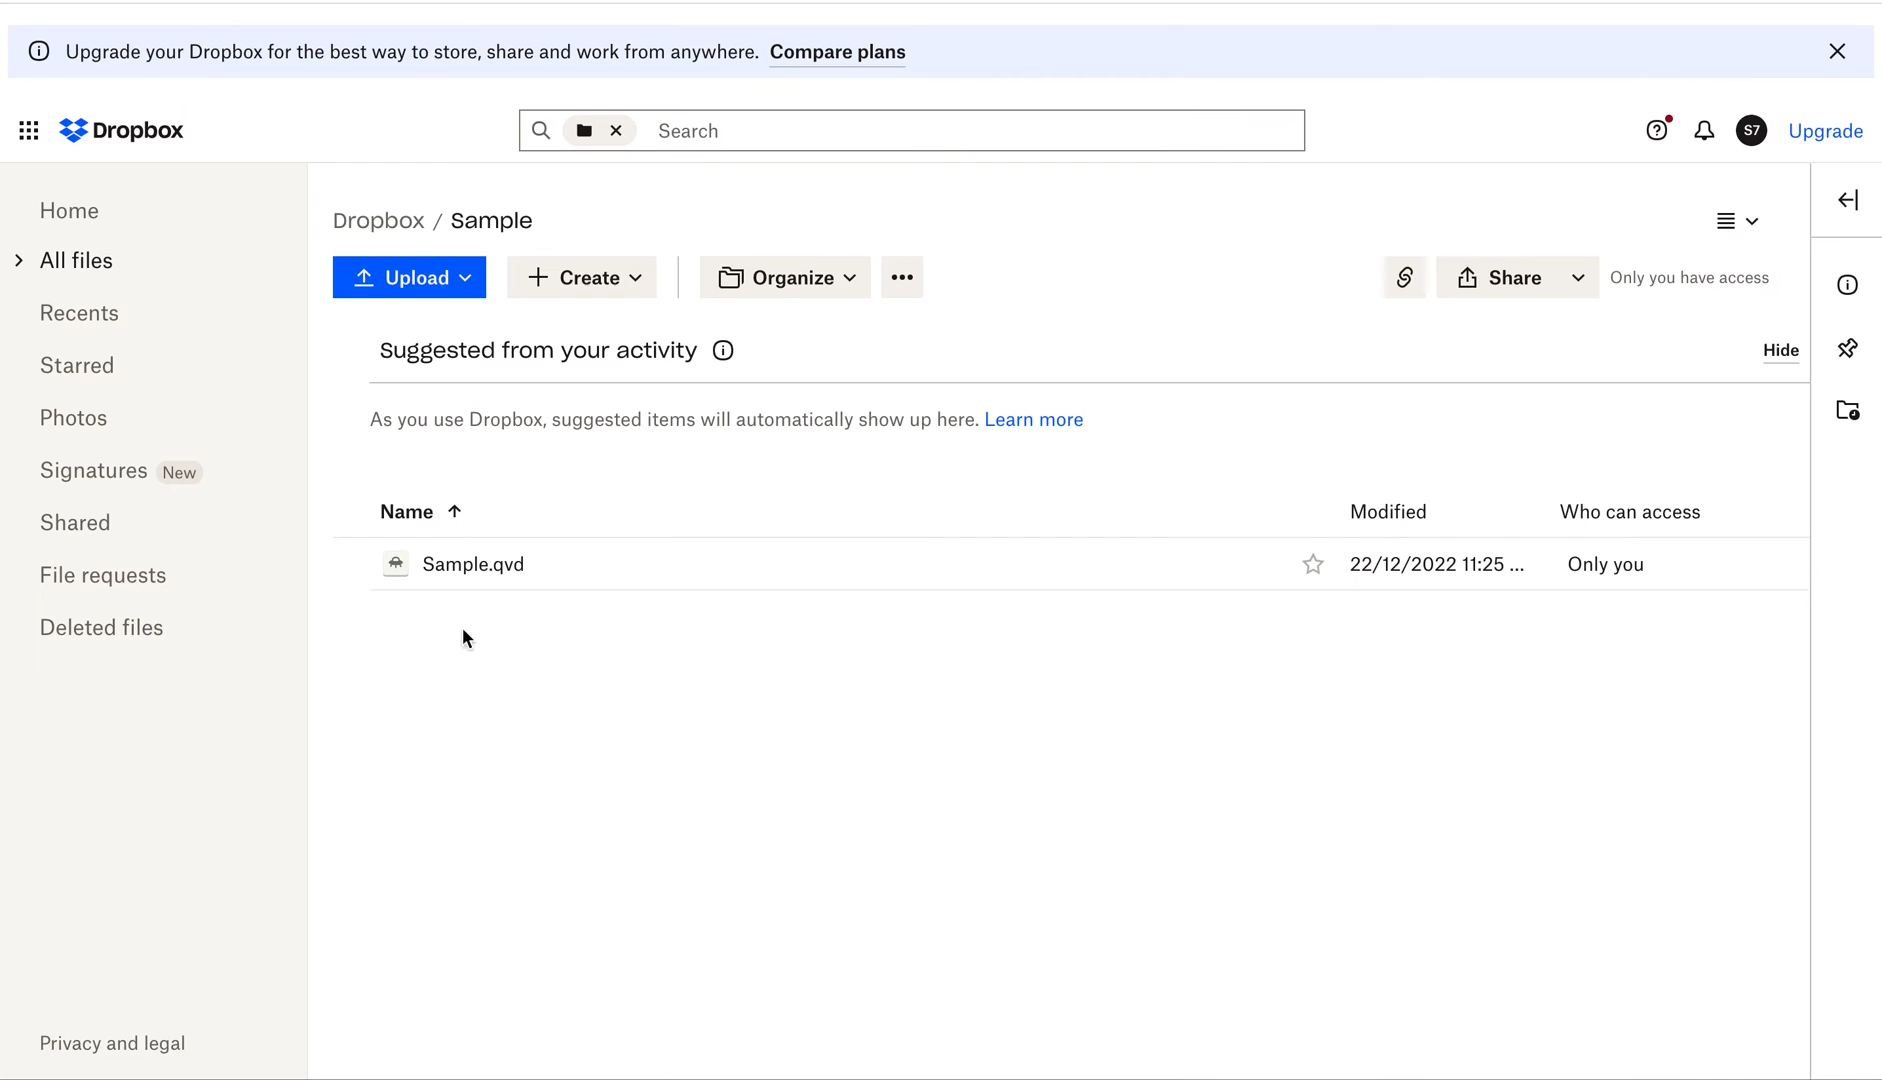 Upgrade your Dropbox for the best way to store, share and work from anywhere. Compare plans
Dropbox
Search
S7
Upgrade
Home
All files
Recents
Starred
Photos
Signatures New
Shared
File requests
Deleted files
Privacy and legal
Dropbox / Sample
Upload
Create
Organize
Share
Only you have access
Suggested from your activity
Hide
As you use Dropbox, suggested items will automatically show up here. Learn more
Name Modified Who can access
Sample.qvd 22/12/2022 11:25 ... Only you